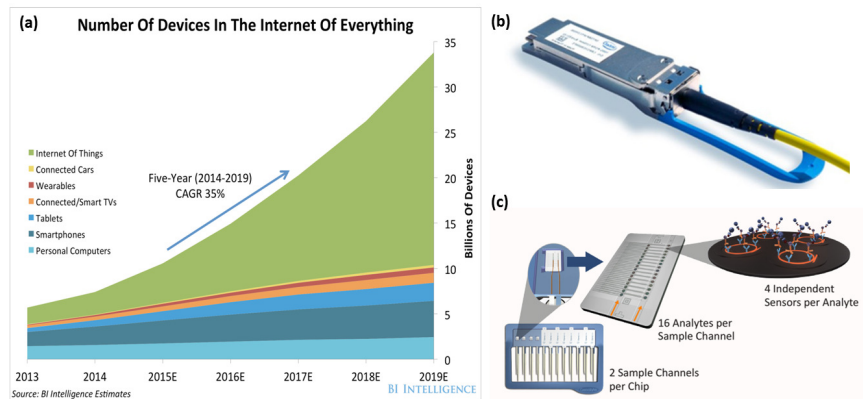 (a)
Number Of Devices In The Internet Of Everything
35
30
25
20
15
10
5
0
Billions Of Devices
Internet Of Things
Connected Cars
Wearables
Connected/Smart TVs
Tablets
Smartphones
Personal Computers
Five-Year (2014-2019)
CAGR 35%
2013 2014 2015E 2016E 2017E 2018E 2019E
Source: BI Intelligence Estimates
BI INTELLIGENCE
(b)
(c)
4 Independent
Sensors per Analyte
16 Analytes per
Sample Channel
2 Sample Channels
per Chip